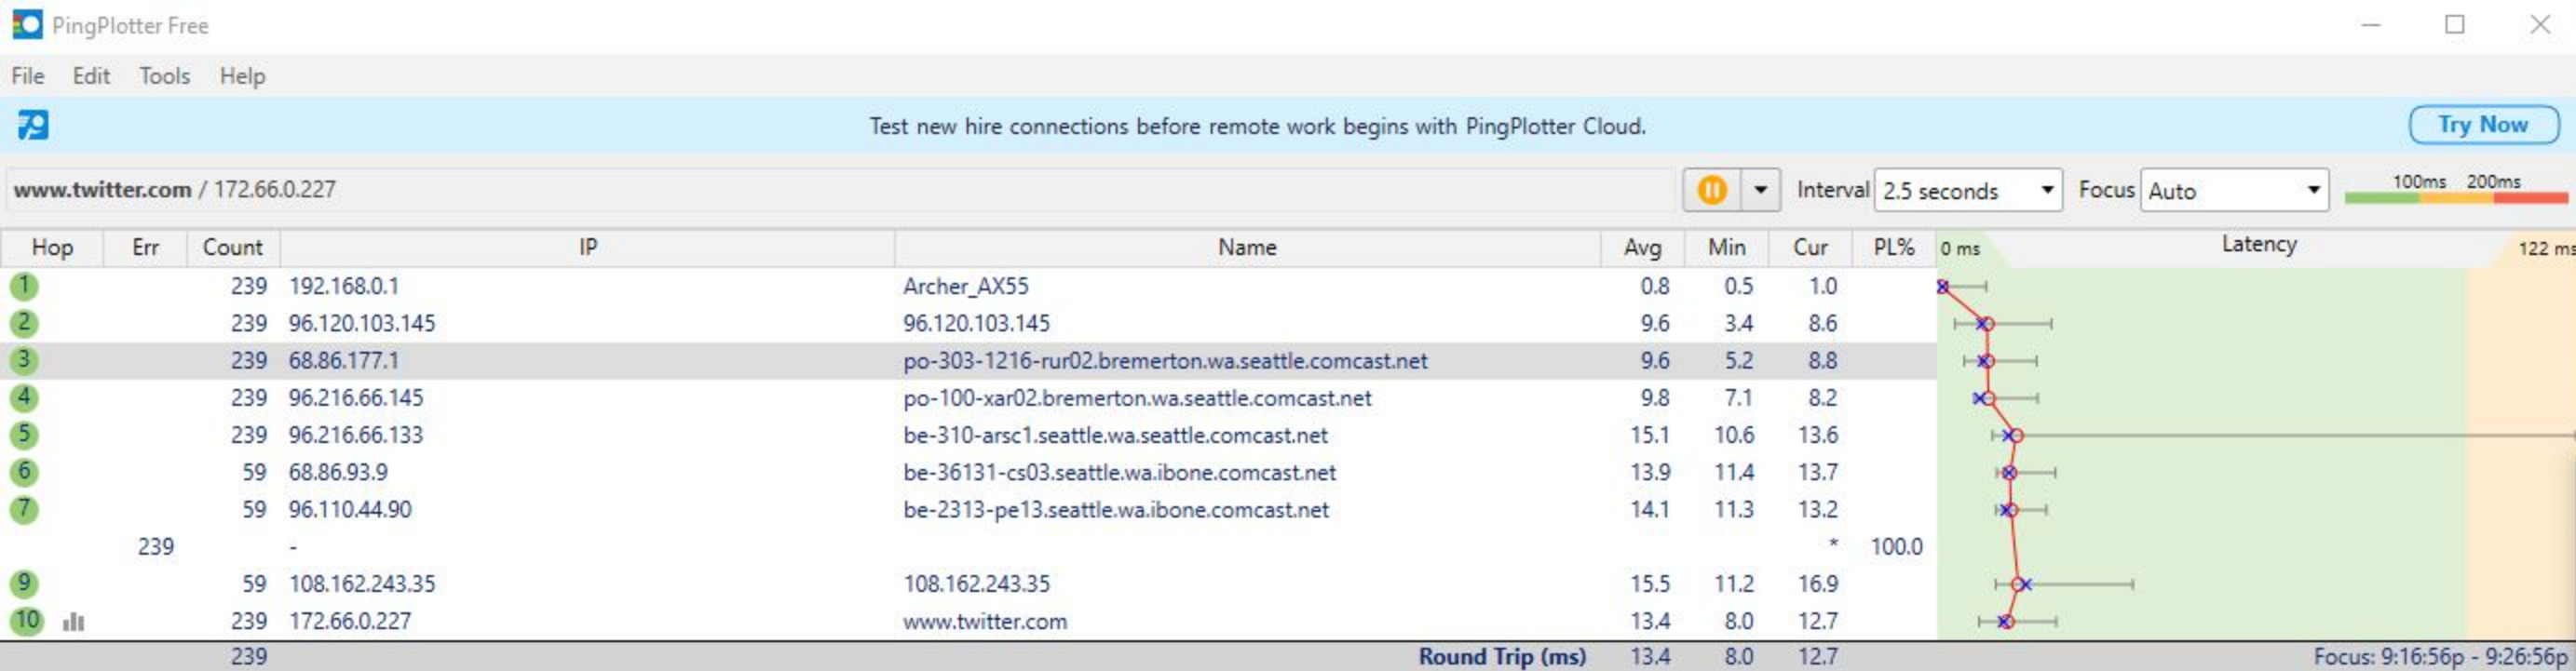 PingPlotter Free
File Edit Tools Help
Test new hire connections before remote work begins with PingPlotter Cloud. Try Now
www.twitter.com / 172.66.0.227 Interval 2.5 seconds Focus Auto 100ms 200ms
Hop Err Count IP Name Avg Min Cur PL% 0 ms Latency 122 ms
1 239 192.168.0.1 Archer_AX55 0.8 0.5 1.0
2 239 96.120.103.145 96.120.103.145 9.6 3.4 8.6
3 239 68.86.177.1 po-303-1216-rur02.bremerton.wa.seattle.comcast.net 9.6 5.2 8.8
4 239 96.216.66.145 po-100-xar02.bremerton.wa.seattle.comcast.net 9.8 7.1 8.2
5 239 96.216.66.133 be-310-arsc1.seattle.wa.seattle.comcast.net 15.1 10.6 13.6
6 59 68.86.93.9 be-36131-cs03.seattle.wa.ibone.comcast.net 13.9 11.4 13.7
7 59 96.110.44.90 be-2313-pe13.seattle.wa.ibone.comcast.net 14.1 11.3 13.2
239 - * 100.0
9 59 108.162.243.35 108.162.243.35 15.5 11.2 16.9
10 239 172.66.0.227 www.twitter.com 13.4 8.0 12.7
239 Round Trip (ms) 13.4 8.0 12.7 Focus: 9:16:56p - 9:26:56p